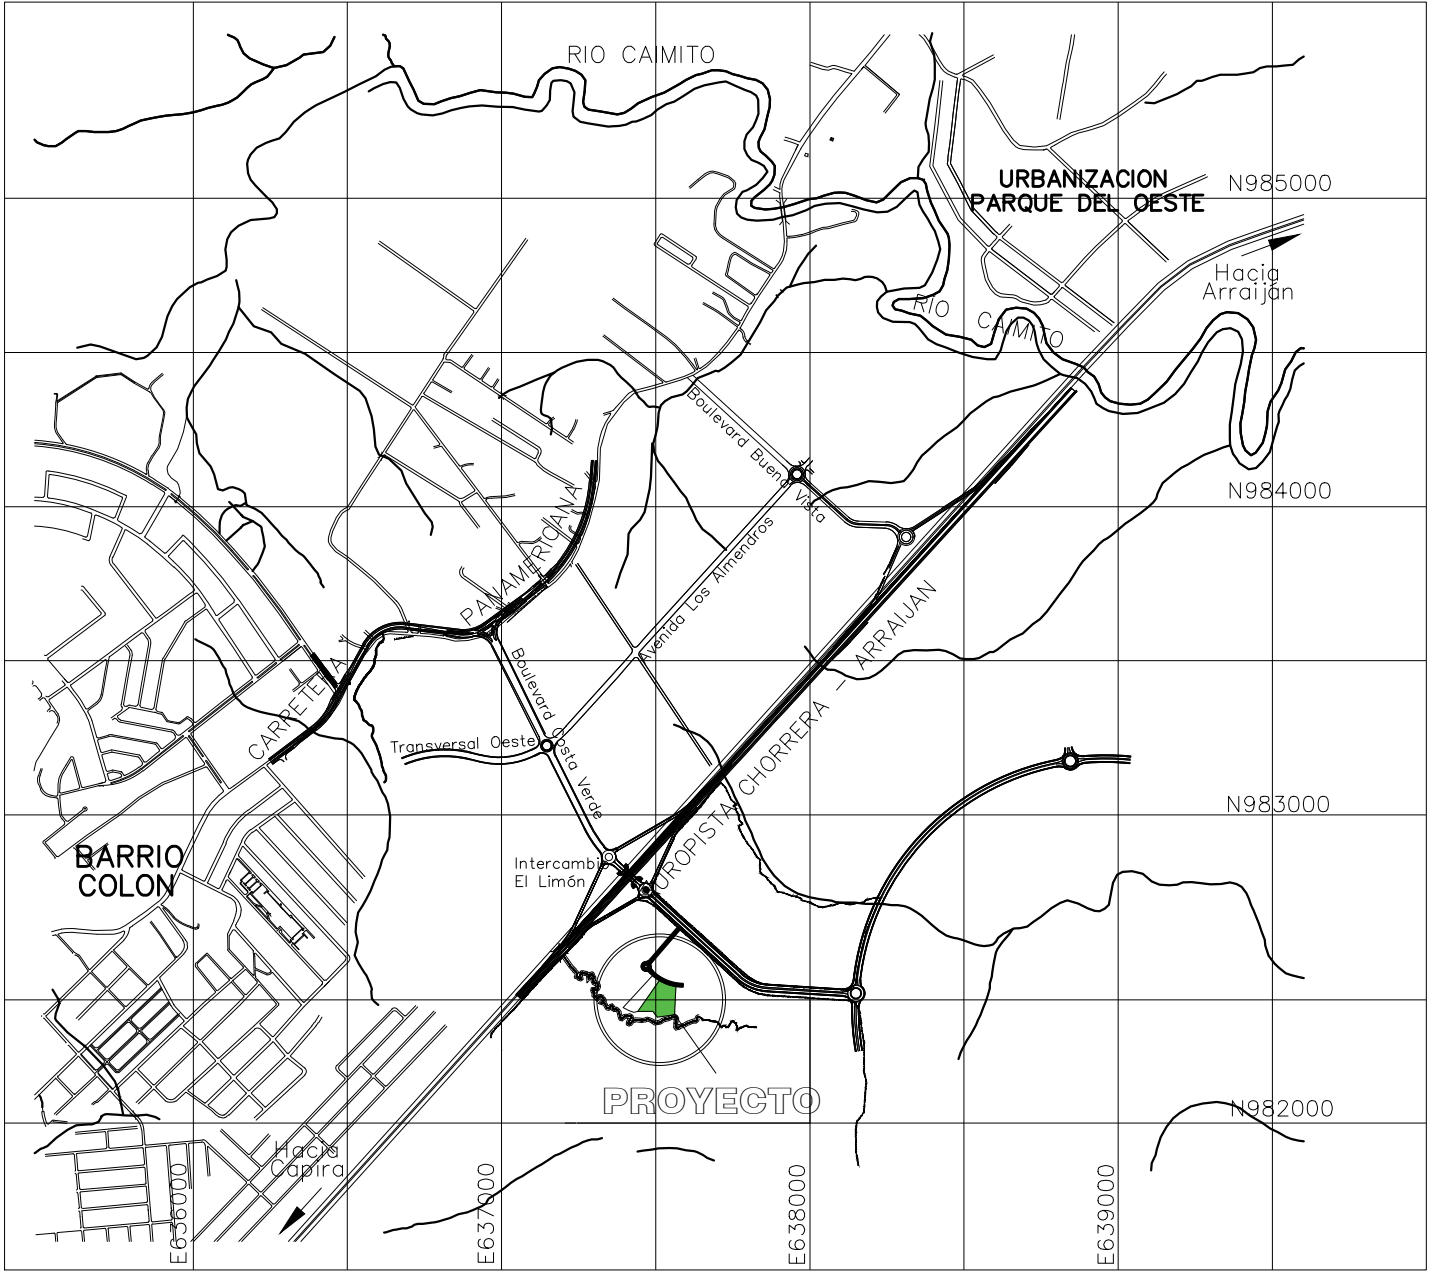 RIO CAIMITO
URBANIZACION
PARQUE DEL OESTE
N985000
Hacia
Arraiján
RIO CAIMITO
Boulevard Buena Vista
N984000
PANAMERICANA
Avenida Los Almendros
CARRETERA
Boulevard Costa Verde
Transversal Oeste
CHORRERA - ARRAIJAN
N983000
BARRIO
COLON
El Limón
PROYECTO
N982000
Hacia
Capira
E636000
E637000
E638000
E639000